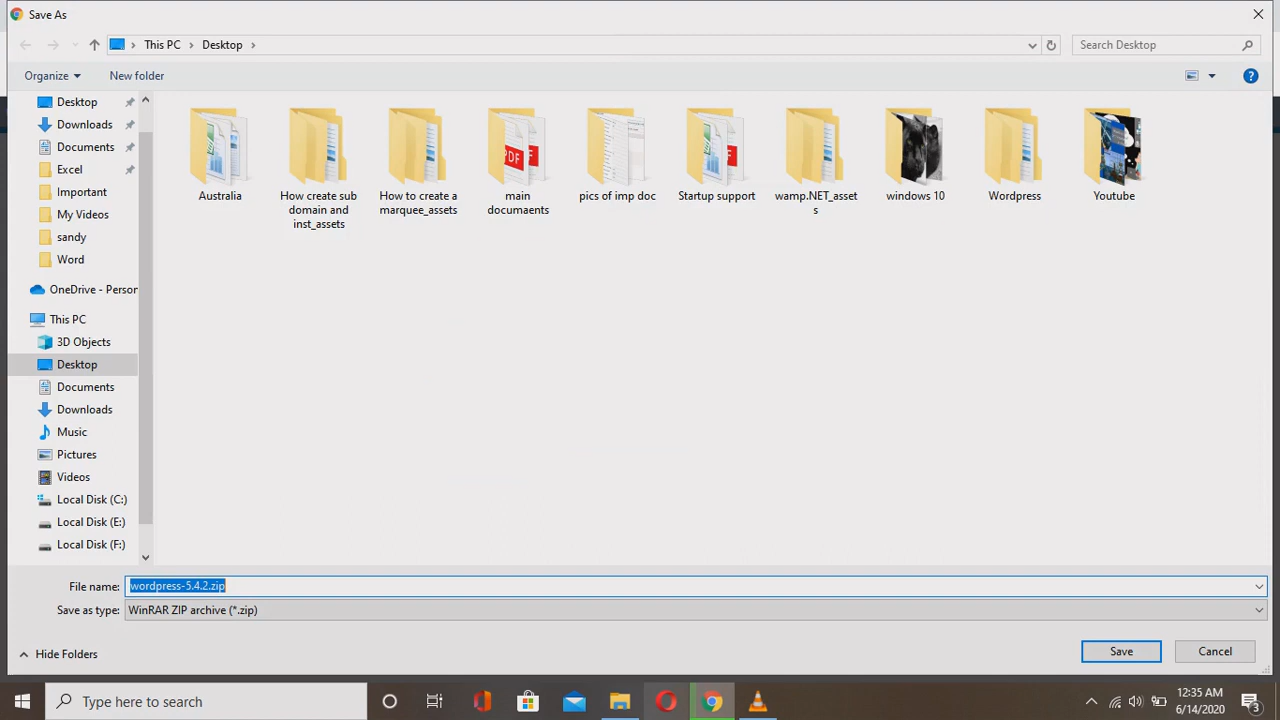 Save As
This PC
Desktop
Search Desktop
Organize
New folder
Desktop
Downloads
Documents
Excel
Important
My Videos
sandy
Word
OneDrive - Person
This PC
3D Objects
Desktop
Documents
Downloads
Music
Pictures
Videos
Local Disk (C:)
Local Disk (E:)
Local Disk (F:)
Australia
How create sub
domain and
inst_assets
How to create a
marquee_assets
main
documaents
pics of imp doc
Startup support
wamp.NET_asset
s
windows 10
Wordpress
Youtube
PDF
File name: wordpress-5.4.2.zip
Save as type: WinRAR ZIP archive (*.zip)
Hide Folders
Save
Cancel
Type here to search
12:35 AM
6/14/2020
3